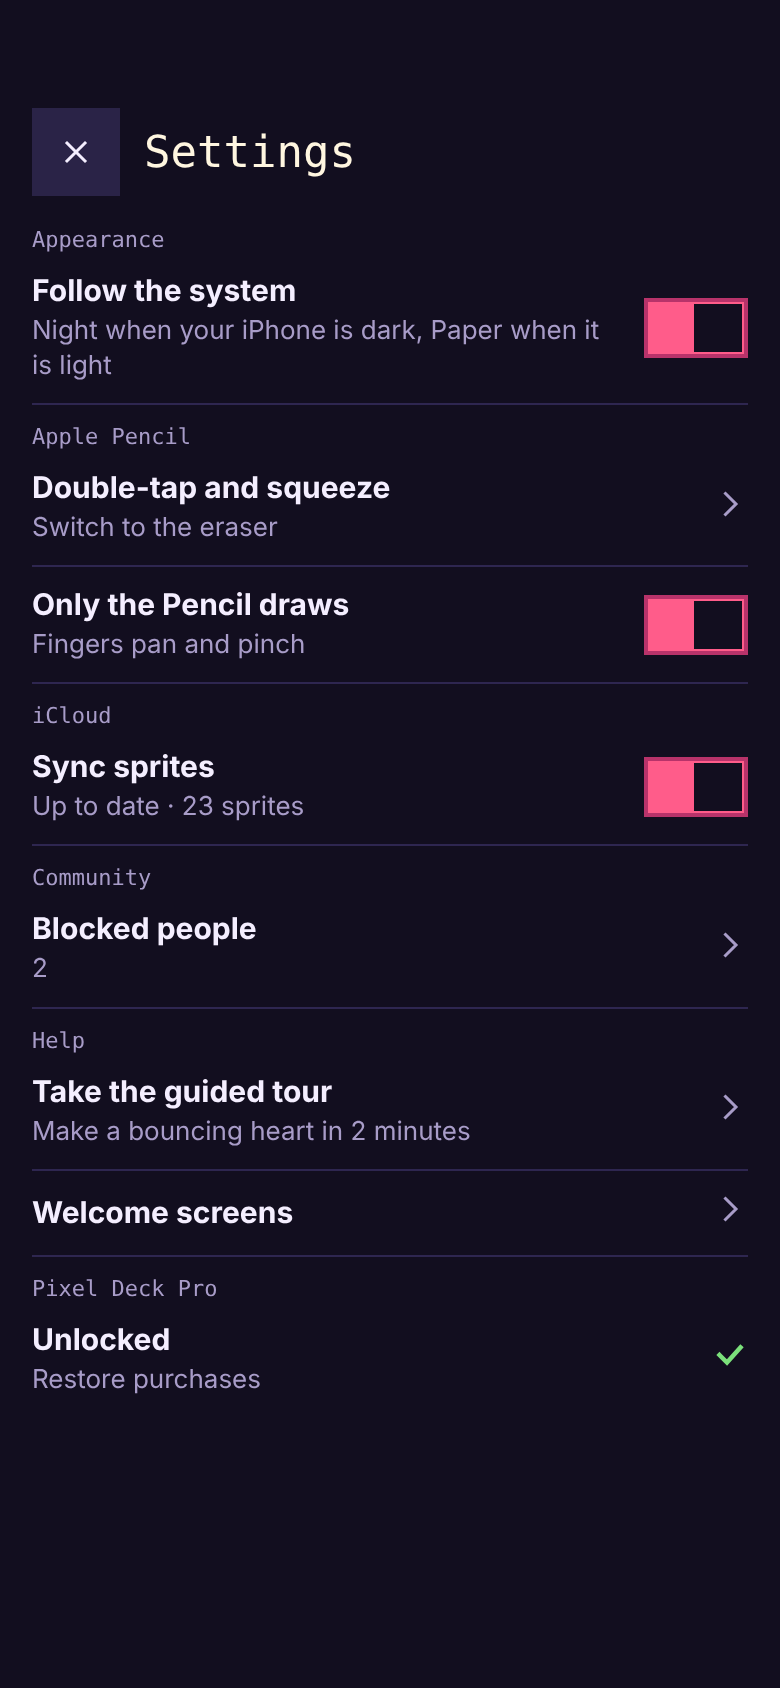 Settings
Appearance
Follow the system
Night when your iPhone is dark, Paper when it
is light
Apple Pencil
Double-tap and squeeze
Switch to the eraser
Only the Pencil draws
Fingers pan and pinch
iCloud
Sync sprites
Up to date · 23 sprites
Community
Blocked people
2
Help
Take the guided tour
Make a bouncing heart in 2 minutes
Welcome screens
Pixel Deck Pro
Unlocked
Restore purchases